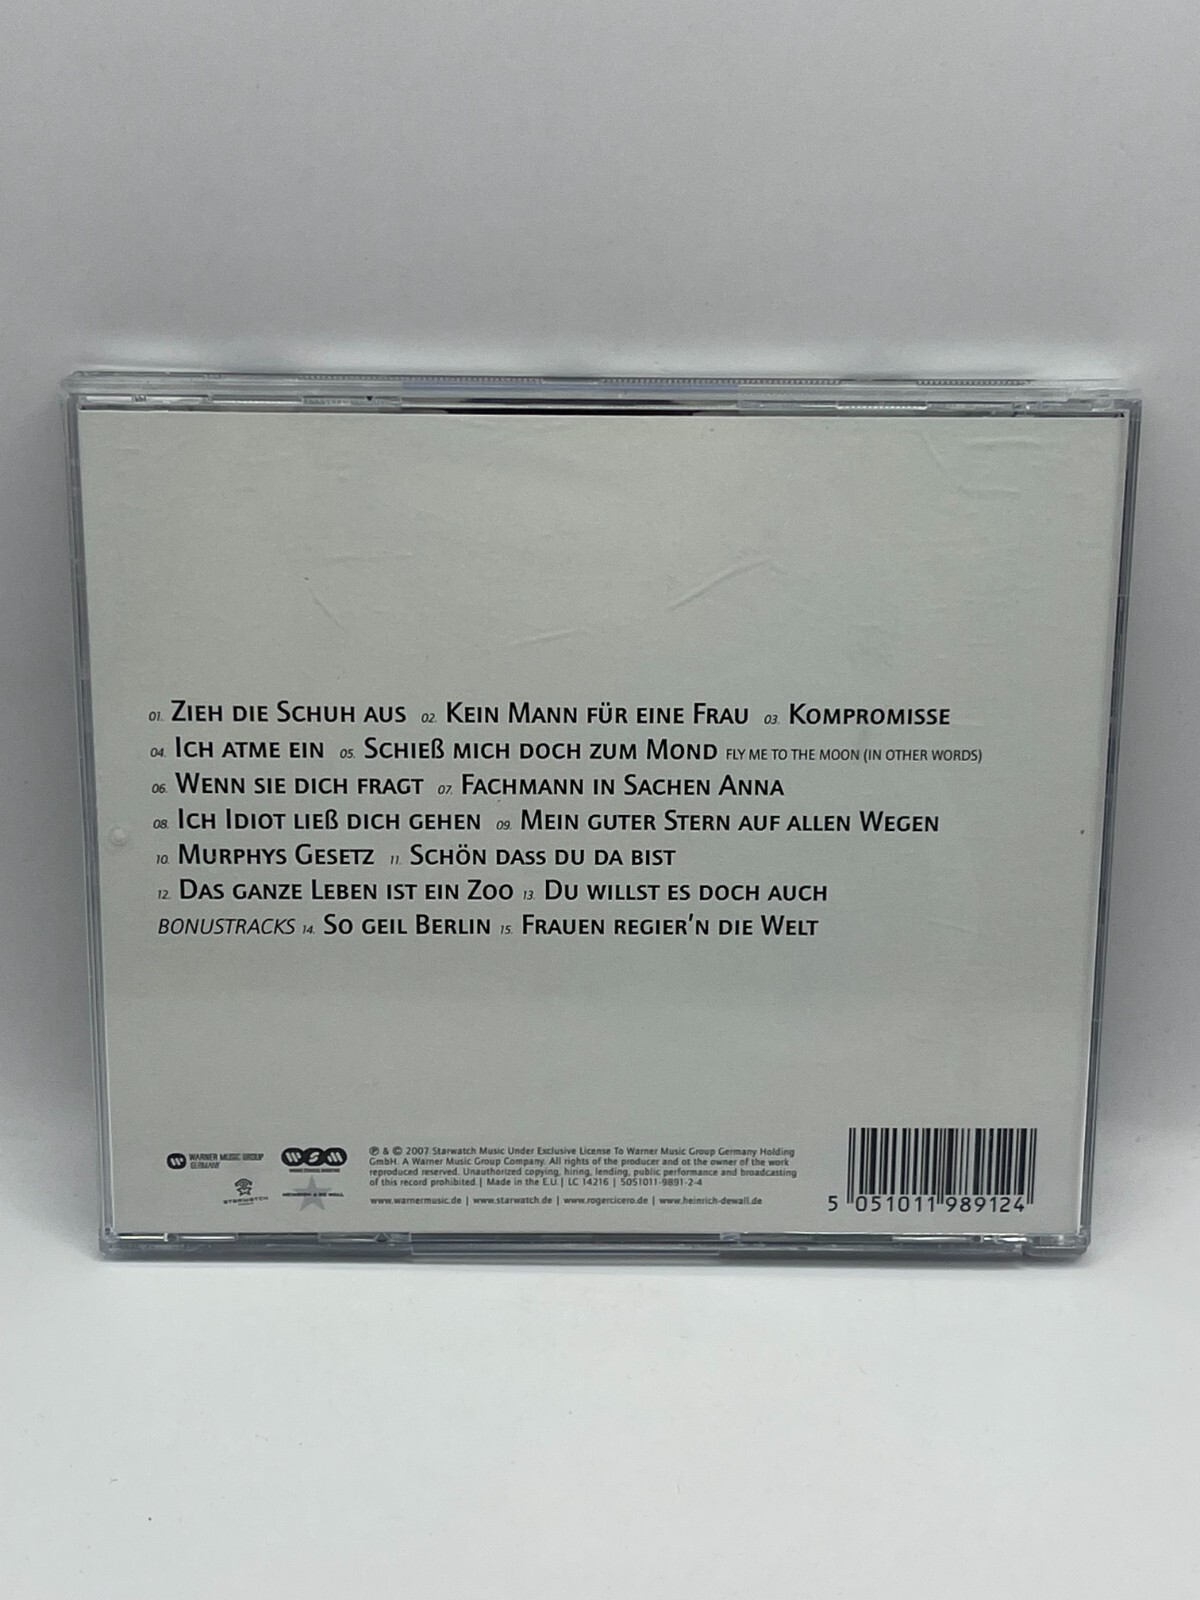 01. Zieh die Schuh aus 02. Kein Mann für eine Frau 03. Kompromisse
04. Ich atme ein 05. Schieß mich doch zum Mond FLY ME TO THE MOON (IN OTHER WORDS)
06. Wenn sie dich fragt 07. Fachmann in Sachen Anna
08. Ich Idiot ließ dich gehen 09. Mein guter Stern auf allen Wegen
10. Murphys Gesetz 11. Schön dass du da bist
12. Das ganze Leben ist ein Zoo 13. Du willst es doch auch
BONUSTRACKS 14. So geil Berlin 15. Frauen regier'n die Welt
WARNER MUSIC GROUP
GERMANY
WSM
STARWATCH
HEINRICH & DE WALL
℗ & © 2007 Starwatch Music Under Exclusive License To Warner Music Group Germany Holding
GmbH. A Warner Music Group Company. All rights of the producer and ot the owner of the work
reproduced reserved. Unauthorized copying, hiring, lending, public performance and broadcasting
of this record prohibited.| Made in the E.U.| LC 14216 | 5051011-9891-2-4
www.warnermusic.de | www.starwatch.de | www.rogercicero.de | www.heinrich-dewall.de
5 051011 989124